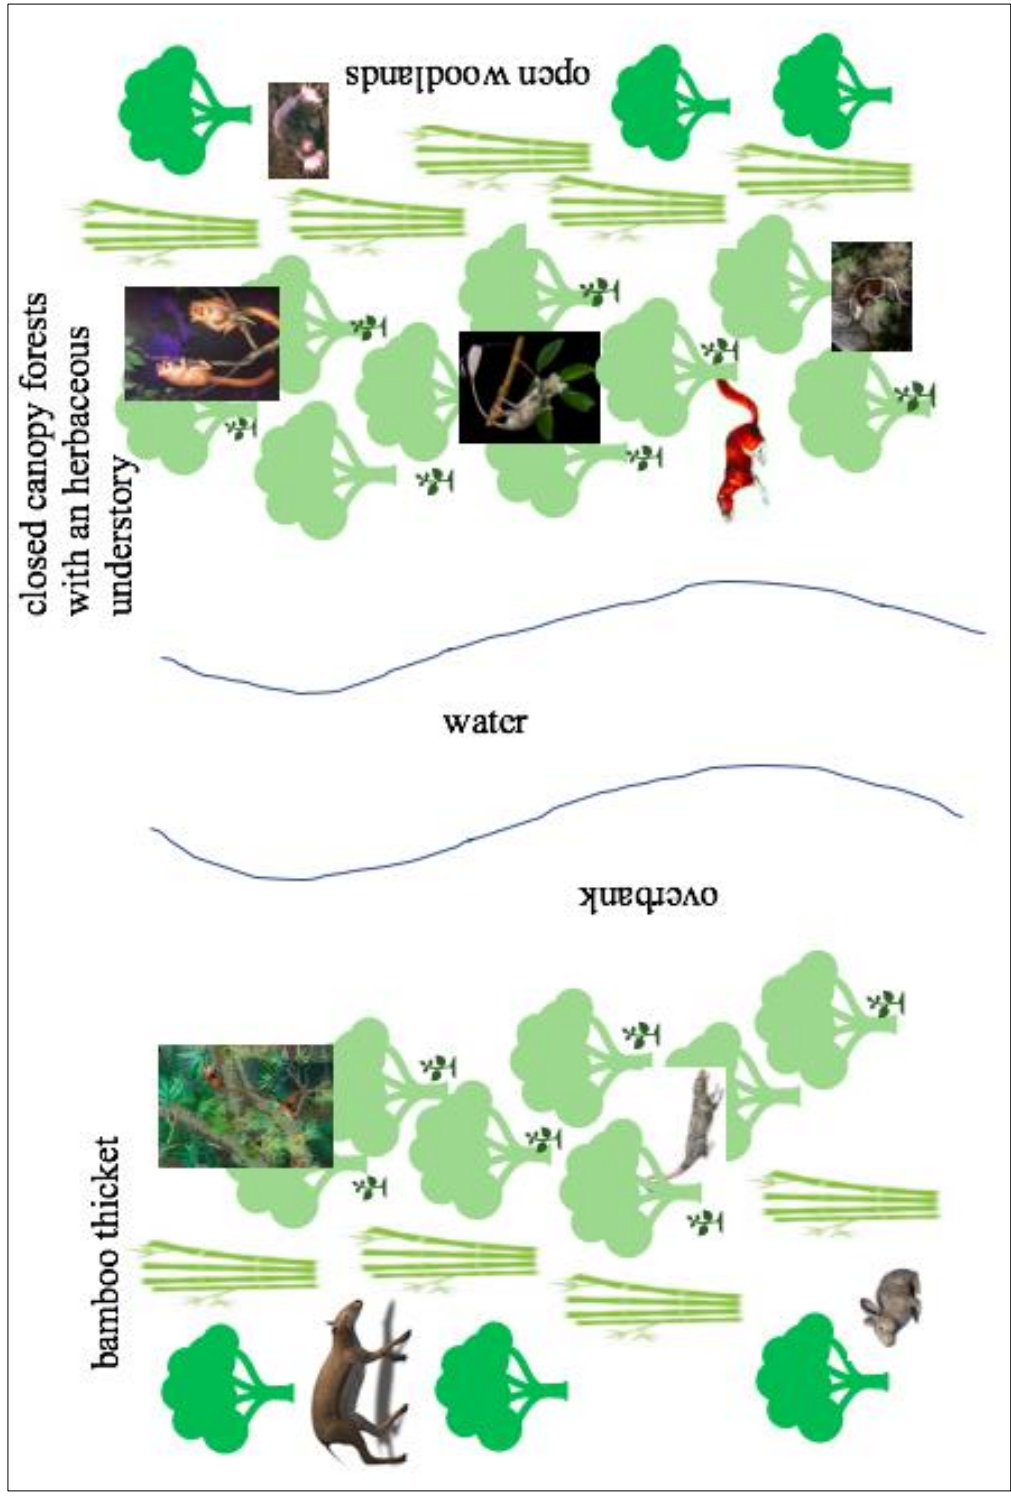 open woodlands
closed canopy forests
with an herbaceous
understory
water
overbank
bamboo thicket